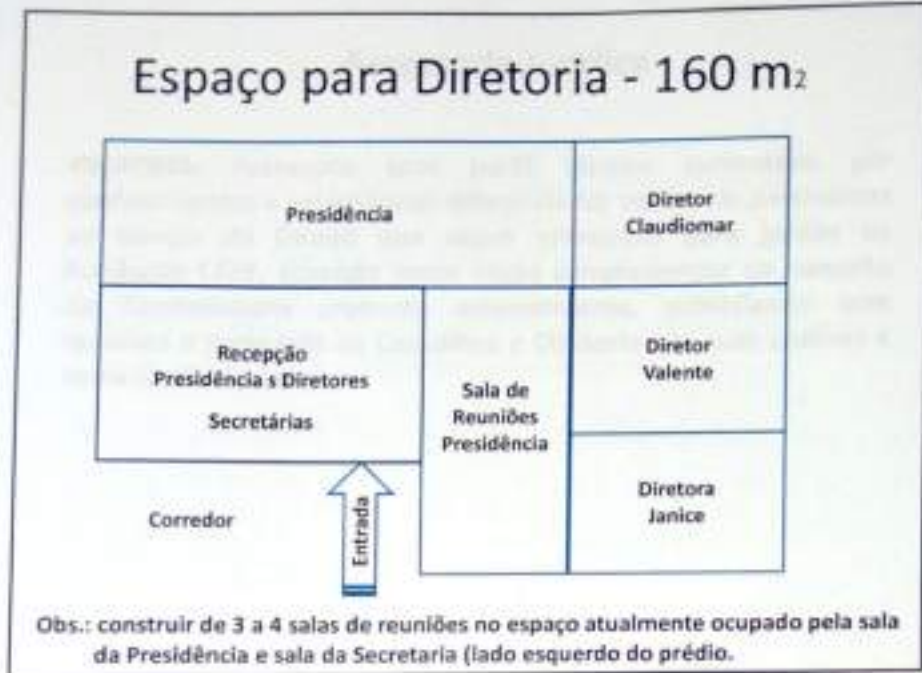 Espaço para Diretoria - 160 m2
Presidência
Diretor
Claudiomar
Recepção
Presidência s Diretores
Secretárias
Sala de
Reuniões
Presidência
Diretor
Valente
Diretora
Janice
Corredor
Entrada
Obs.: construir de 3 a 4 salas de reuniões no espaço atualmente ocupado pela sala
da Presidência e sala da Secretaria (lado esquerdo do prédio.